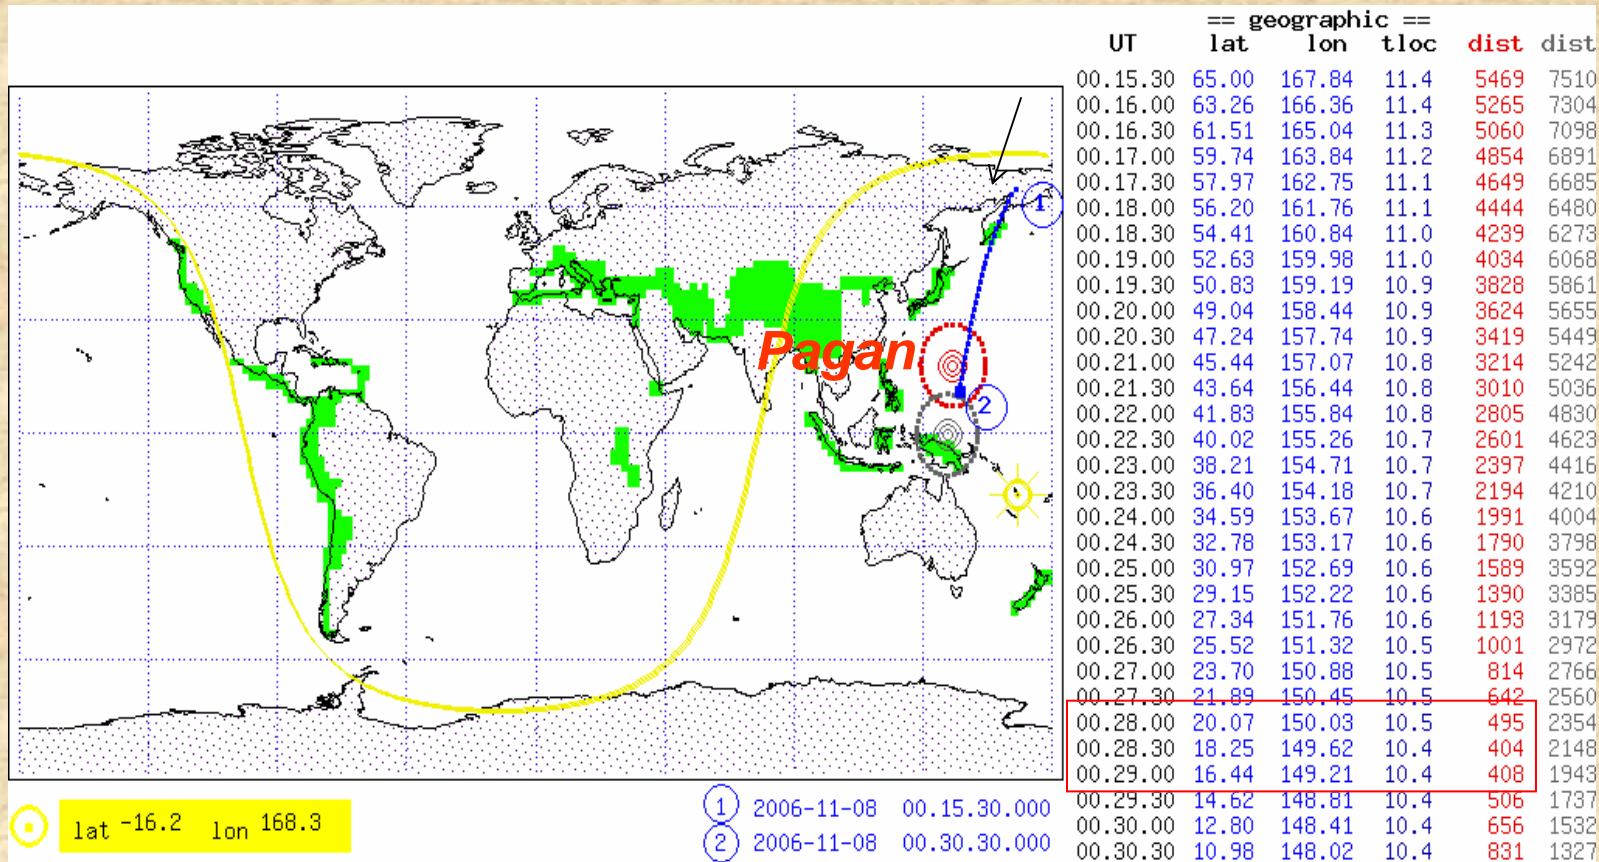 == geographic ==
UT lat lon tloc dist dist
00.15.30 65.00 167.84 11.4 5469 7510
00.16.00 63.26 166.36 11.4 5265 7304
00.16.30 61.51 165.04 11.3 5060 7098
00.17.00 59.74 163.84 11.2 4854 6891
00.17.30 57.97 162.75 11.1 4649 6685
00.18.00 56.20 161.76 11.1 4444 6480
00.18.30 54.41 160.84 11.0 4239 6273
00.19.00 52.63 159.98 11.0 4034 6068
00.19.30 50.83 159.19 10.9 3828 5861
00.20.00 49.04 158.44 10.9 3624 5655
00.20.30 47.24 157.74 10.9 3419 5449
00.21.00 45.44 157.07 10.8 3214 5242
00.21.30 43.64 156.44 10.8 3010 5036
00.22.00 41.83 155.84 10.8 2805 4830
00.22.30 40.02 155.26 10.7 2601 4623
00.23.00 38.21 154.71 10.7 2397 4416
00.23.30 36.40 154.18 10.7 2194 4210
00.24.00 34.59 153.67 10.6 1991 4004
00.24.30 32.78 153.17 10.6 1790 3798
00.25.00 30.97 152.69 10.6 1589 3592
00.25.30 29.15 152.22 10.6 1390 3385
00.26.00 27.34 151.76 10.6 1193 3179
00.26.30 25.52 151.32 10.5 1001 2972
00.27.00 23.70 150.88 10.5 814 2766
00.27.30 21.89 150.45 10.5 642 2560
00.28.00 20.07 150.03 10.5 495 2354
00.28.30 18.25 149.62 10.4 404 2148
00.29.00 16.44 149.21 10.4 408 1943
00.29.30 14.62 148.81 10.4 506 1737
00.30.00 12.80 148.41 10.4 656 1532
00.30.30 10.98 148.02 10.4 831 1327
1
Pagan
2
1 2006-11-08 00.15.30.000
2 2006-11-08 00.30.30.000
lat -16.2 lon 168.3